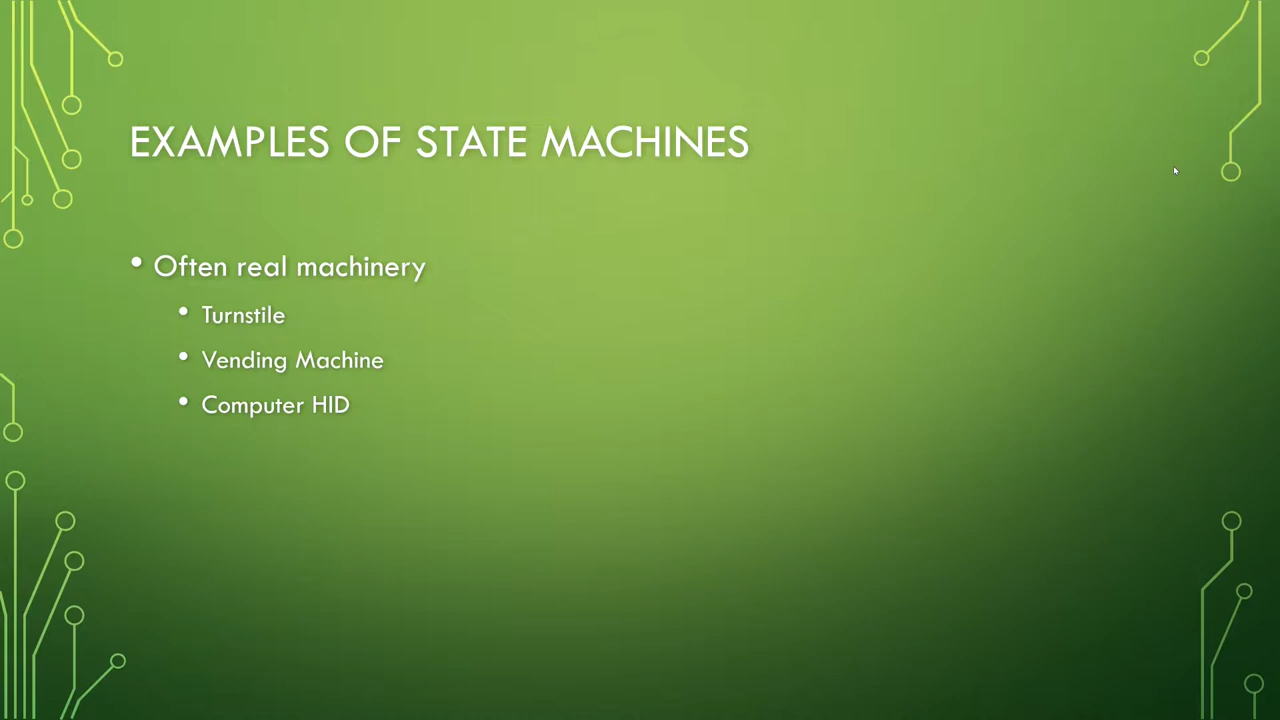 EXAMPLES OF STATE MACHINES
• Often real machinery
• Turnstile
• Vending Machine
• Computer HID